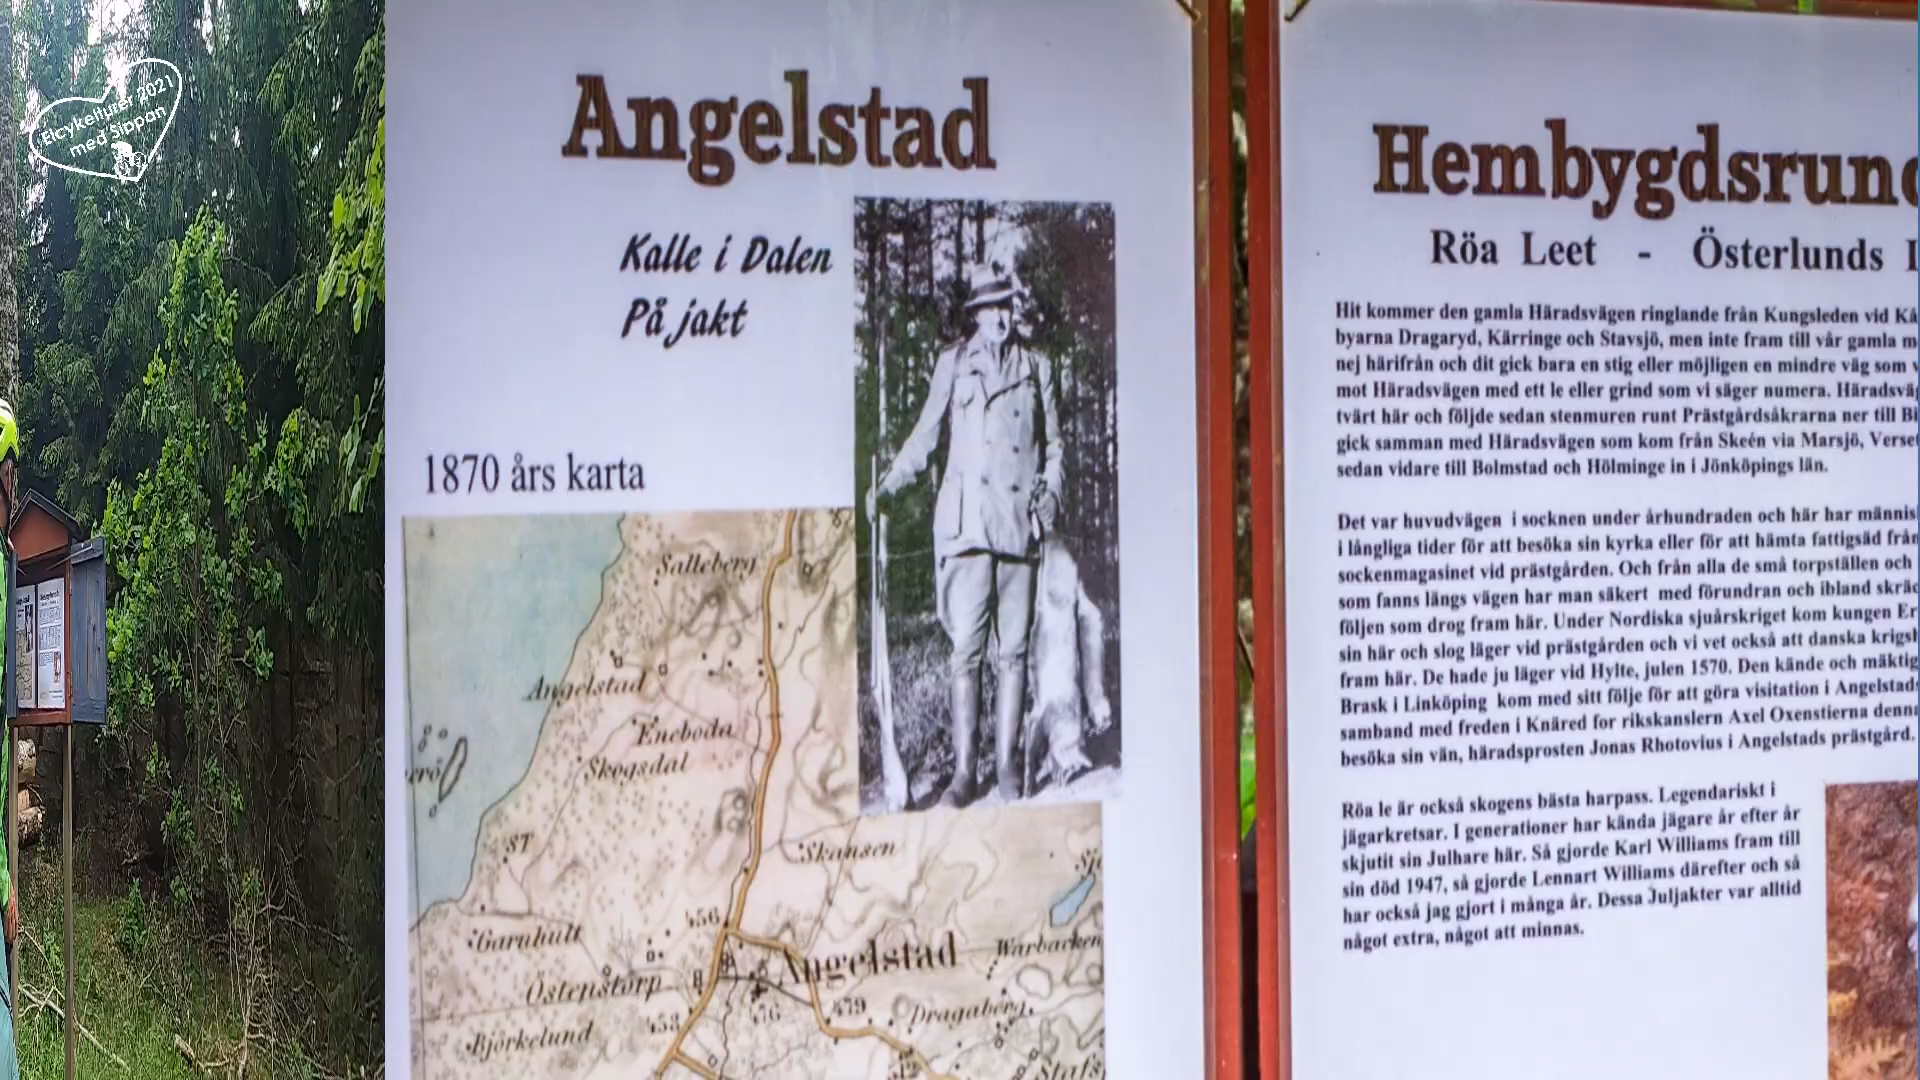 Elcykelturer 2021
med Sippan
Angelstad
Kalle i Dalen
På jakt
1870 års karta
Salleberg
Angelstad
Eneboda
Skogsdal
ST
Skansen
Garnhult
456
Angelstad
Warbacken
Östenstorp
453
476
479
Dragaberg
Björkelund
Hembygdsrund
Röa Leet - Österlunds
Hit kommer den gamla Häradsvägen ringlande från Kungsleden vid
byarna Dragaryd, Kärringe och Stavsjö, men inte fram till vår gamla
nej härifrån och dit gick bara en stig eller möjligen en mindre väg som
mot Häradsvägen med ett le eller grind som vi säger numera.
tvärt här och följde sedan stenmuren runt Prästgårdsåkrarna ner till
gick samman med Häradsvägen som kom från Skeén via Marsjö,
sedan vidare till Bolmstad och Hölminge in i Jönköpings län.
Det var huvudvägen i socknen under århundraden och här har
i långliga tider för att besöka sin kyrka eller för att hämta fattigsäd från
sockenmagasinet vid prästgården. Och från alla de små torpställen och
som fanns längs vägen har man säkert med förundran och ibland
följen som drog fram här. Under Nordiska sjuårskriget kom kungen
sin här och slog läger vid prästgården och vi vet också att danska
fram här. De hade ju läger vid Hylte, julen 1570. Den kände och
Brask i Linköping kom med sitt följe för att göra visitation i
samband med freden i Knäred for rikskanslern Axel Oxenstierna
besöka sin vän, häradsprosten Jonas Rhotovius i Angelstads prästgård.
Röa le är också skogens bästa harpass. Legendariskt i
jägarkretsar. I generationer har kända jägare år efter år
skjutit sin Julhare här. Så gjorde Karl Williams fram till
sin död 1947, så gjorde Lennart Williams därefter och så
har också jag gjort i många år. Dessa Juljakter var alltid
något extra, något att minnas.